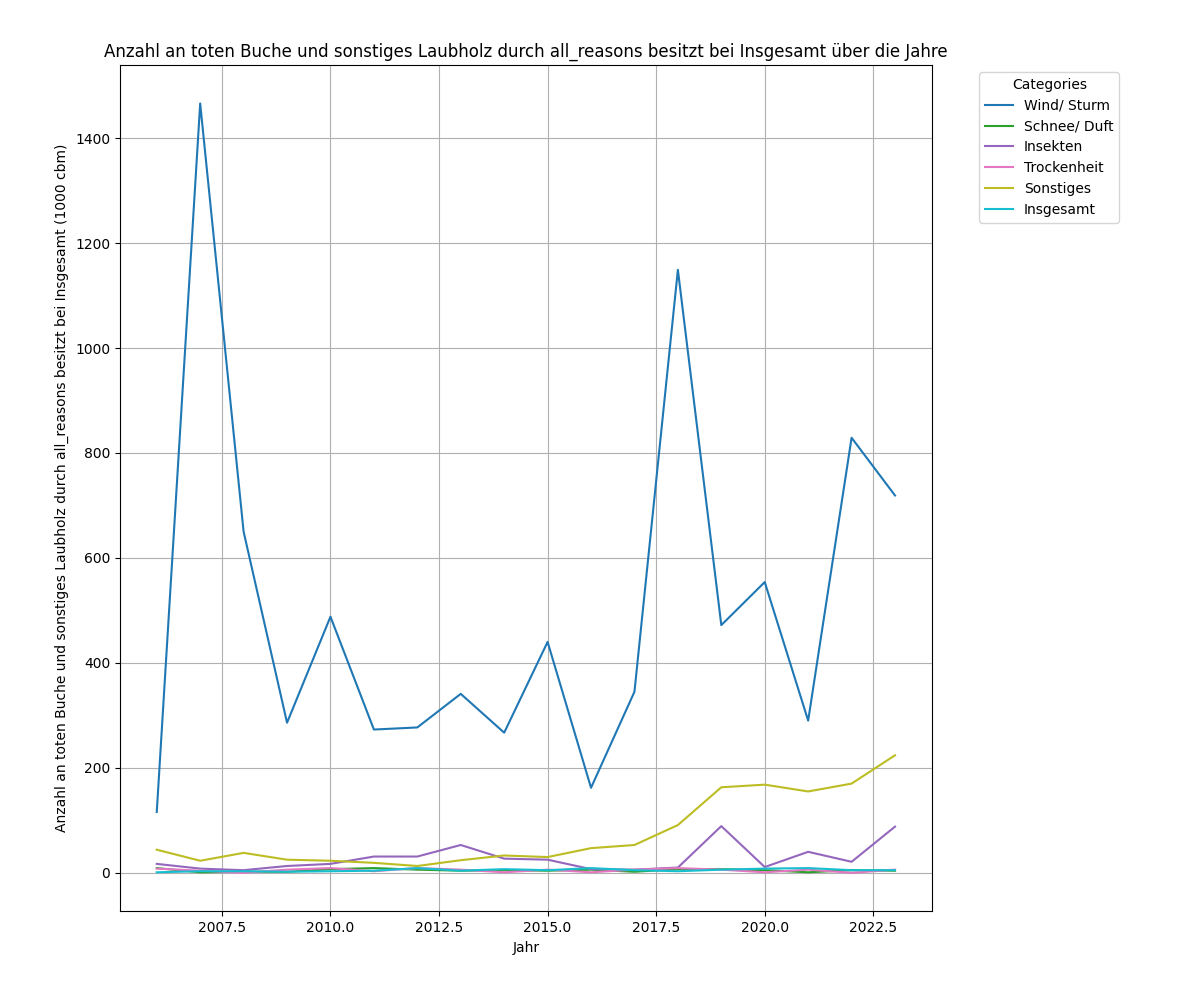 Anzahl an toten Buche und sonstiges Laubholz durch all_reasons besitzt bei Insgesamt über die Jahre
Anzahl an toten Buche und sonstiges Laubholz durch all_reasons besitzt bei Insgesamt (1000 cbm)
1400
1200
1000
800
600
400
200
0
2007.5
2010.0
2012.5
2015.0
2017.5
2020.0
2022.5
Jahr
Categories
Wind/ Sturm
Schnee/ Duft
Insekten
Trockenheit
Sonstiges
Insgesamt